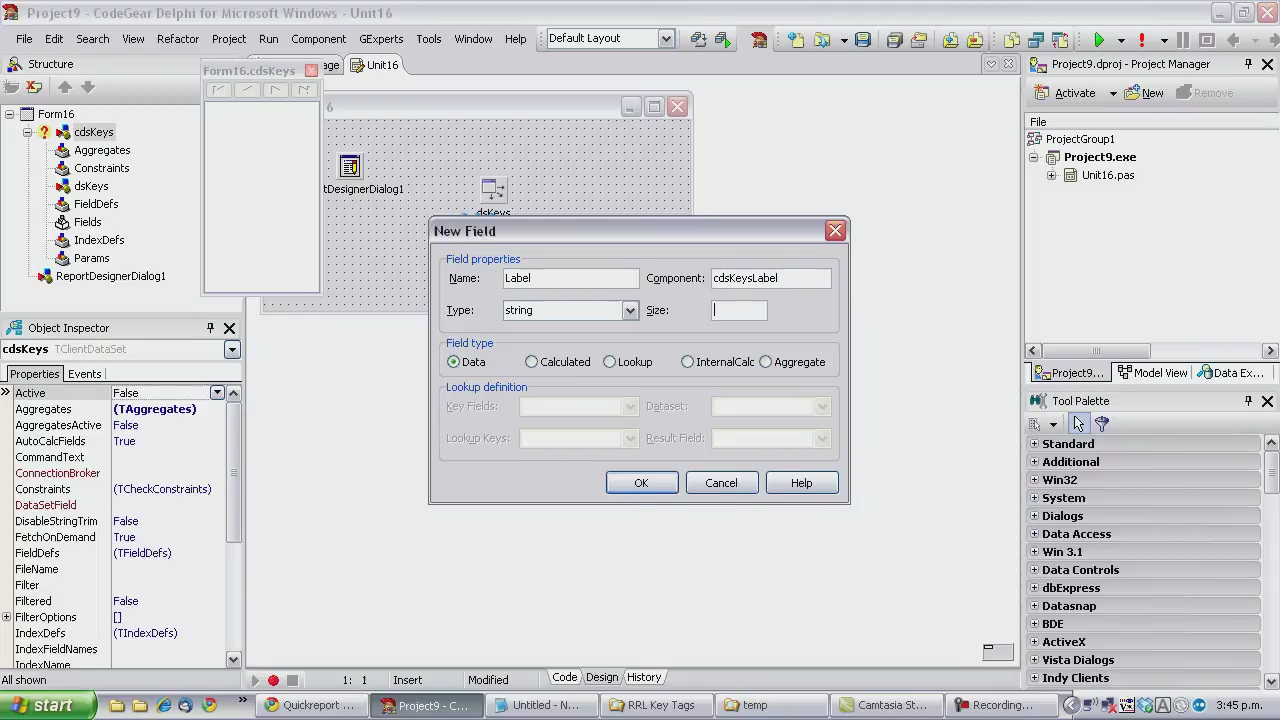 Project9 - CodeGear Delphi for Microsoft Windows - Unit16
File Edit Search View Refactor Project Run Component GExperts Tools Window Help
Default Layout
Structure
Form16
cdsKeys
Aggregates
Constraints
dsKeys
FieldDefs
Fields
IndexDefs
Params
ReportDesignerDialog1
Form16.cdsKeys
age
Unit16
6
tDesignerDialog1
dsKeys
New Field
Field properties
Name: Label Component: cdsKeysLabel
Type: string Size:
Field type
Data Calculated Lookup InternalCalc Aggregate
Lookup definition
Key Fields: Dataset:
Lookup Keys: Result Field:
OK Cancel Help
Object Inspector
cdsKeys TClientDataSet
Properties Events
Active False
Aggregates (TAggregates)
AggregatesActive False
AutoCalcFields True
CommandText
ConnectionBroker
Constraints (TCheckConstraints)
DataSetField
DisableStringTrim False
FetchOnDemand True
FieldDefs (TFieldDefs)
FileName
Filter
Filtered False
FilterOptions []
IndexDefs (TIndexDefs)
IndexFieldNames
IndexName
All shown
1: 1 Insert Modified
Code Design History
Project9.dproj - Project Manager
Activate New Remove
File
ProjectGroup1
Project9.exe
Unit16.pas
Project9... Model View Data Ex...
Tool Palette
Standard
Additional
Win32
System
Dialogs
Data Access
Win 3.1
Data Controls
dbExpress
Datasnap
BDE
ActiveX
Vista Dialogs
Indy Clients
start
Quickreport ...
Project9 - C...
Untitled - N...
RRL Key Tags
temp
Camtasia St...
Recording...
3:45 p.m.